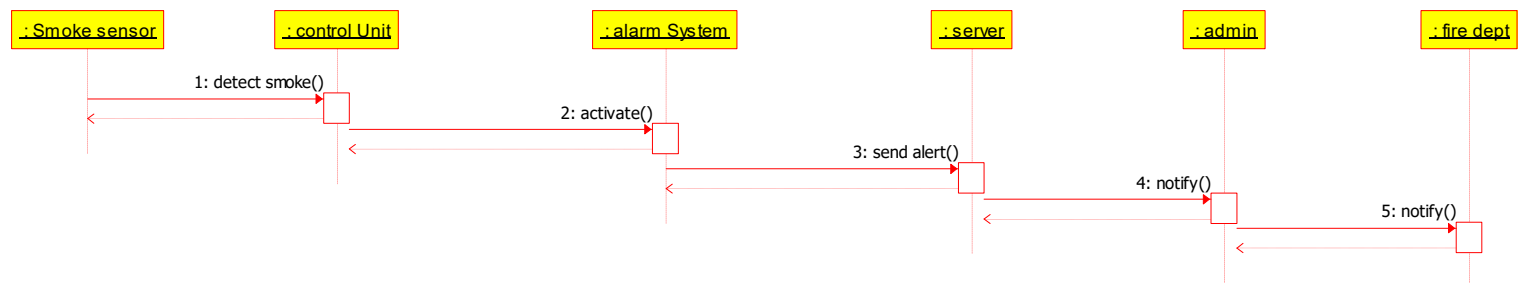 : Smoke sensor
: control Unit
: alarm System
: server
: admin
: fire dept
1: detect smoke()
2: activate()
3: send alert()
4: notify()
5: notify()